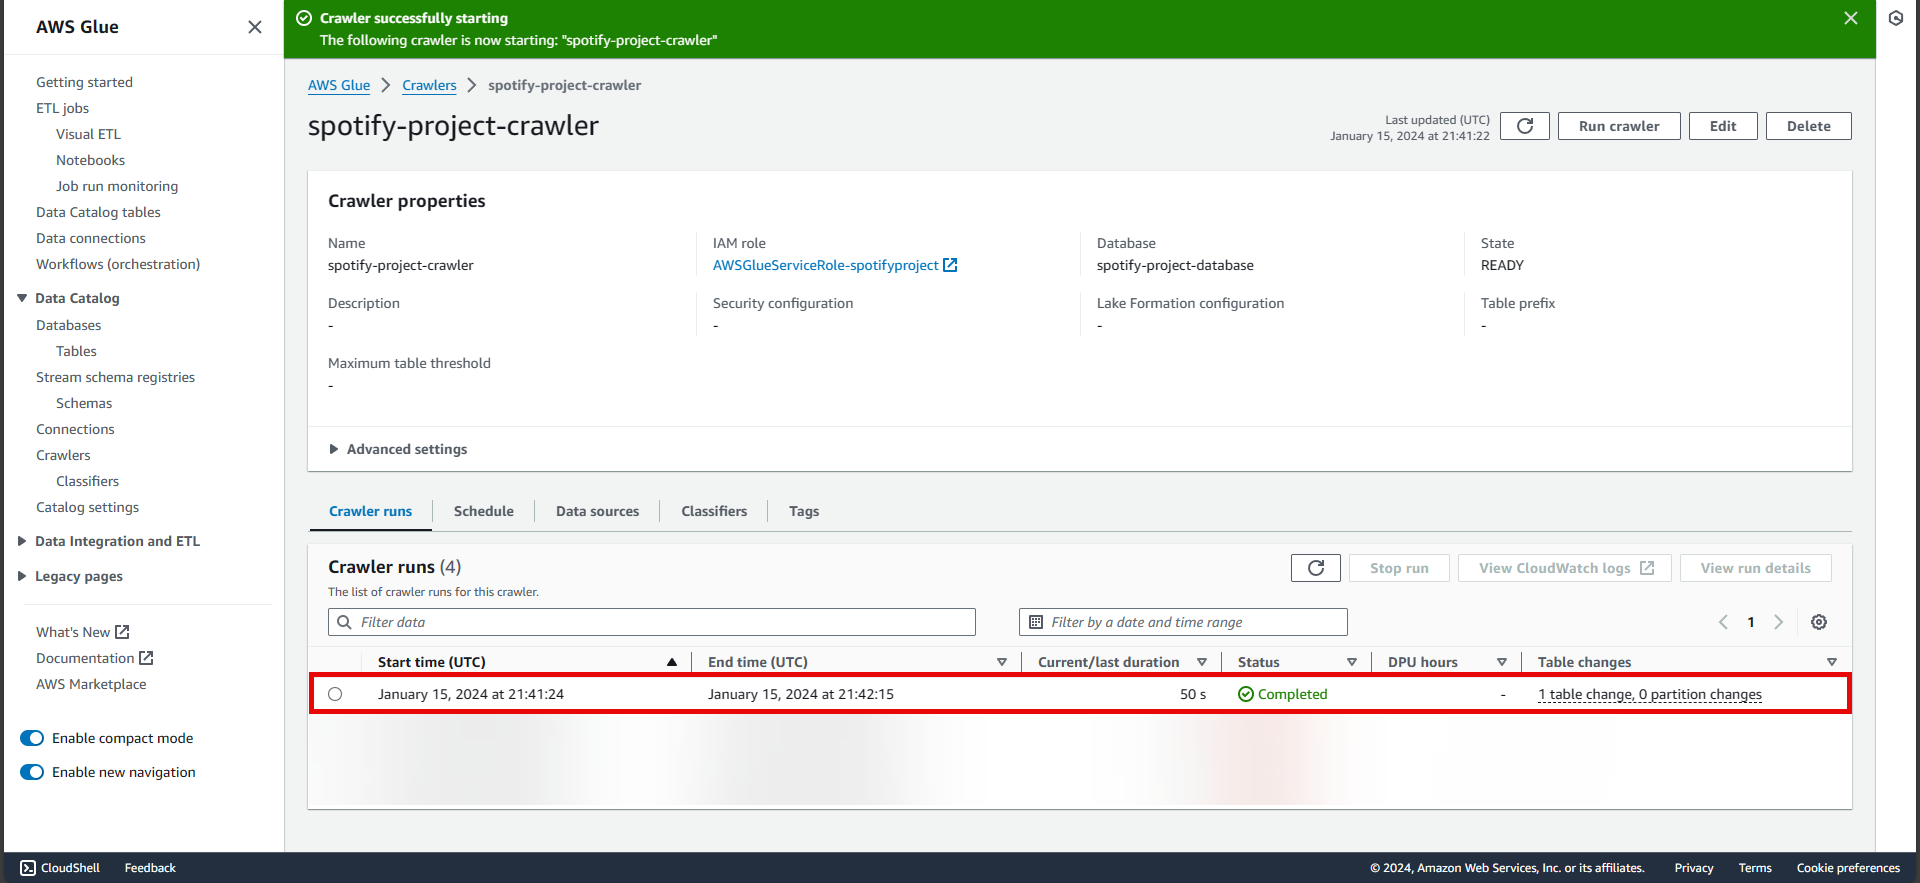 AWS Glue
Getting started
ETL jobs
Visual ETL
Notebooks
Job run monitoring
Data Catalog tables
Data connections
Workflows (orchestration)
Data Catalog
Databases
Tables
Stream schema registries
Schemas
Connections
Crawlers
Classifiers
Catalog settings
Data Integration and ETL
Legacy pages
What's New
Documentation
AWS Marketplace
Enable compact mode
Enable new navigation
Crawler successfully starting
The following crawler is now starting: "spotify-project-crawler"
AWS Glue Crawlers spotify-project-crawler
spotify-project-crawler
Last updated (UTC)
January 15, 2024 at 21:41:22
Run crawler Edit Delete
Crawler properties
Name IAM role Database State
spotify-project-crawler AWSGlueServiceRole-spotifyproject spotify-project-database READY
Description Security configuration Lake Formation configuration Table prefix
- - - -
Maximum table threshold
-
Advanced settings
Crawler runs Schedule Data sources Classifiers Tags
Crawler runs (4)
Stop run View CloudWatch logs View run details
The list of crawler runs for this crawler.
Filter data Filter by a date and time range 1
Start time (UTC) End time (UTC) Current/last duration Status DPU hours Table changes
January 15, 2024 at 21:41:24 January 15, 2024 at 21:42:15 50 s Completed - 1 table change, 0 partition changes
CloudShell Feedback © 2024, Amazon Web Services, Inc. or its affiliates. Privacy Terms Cookie preferences